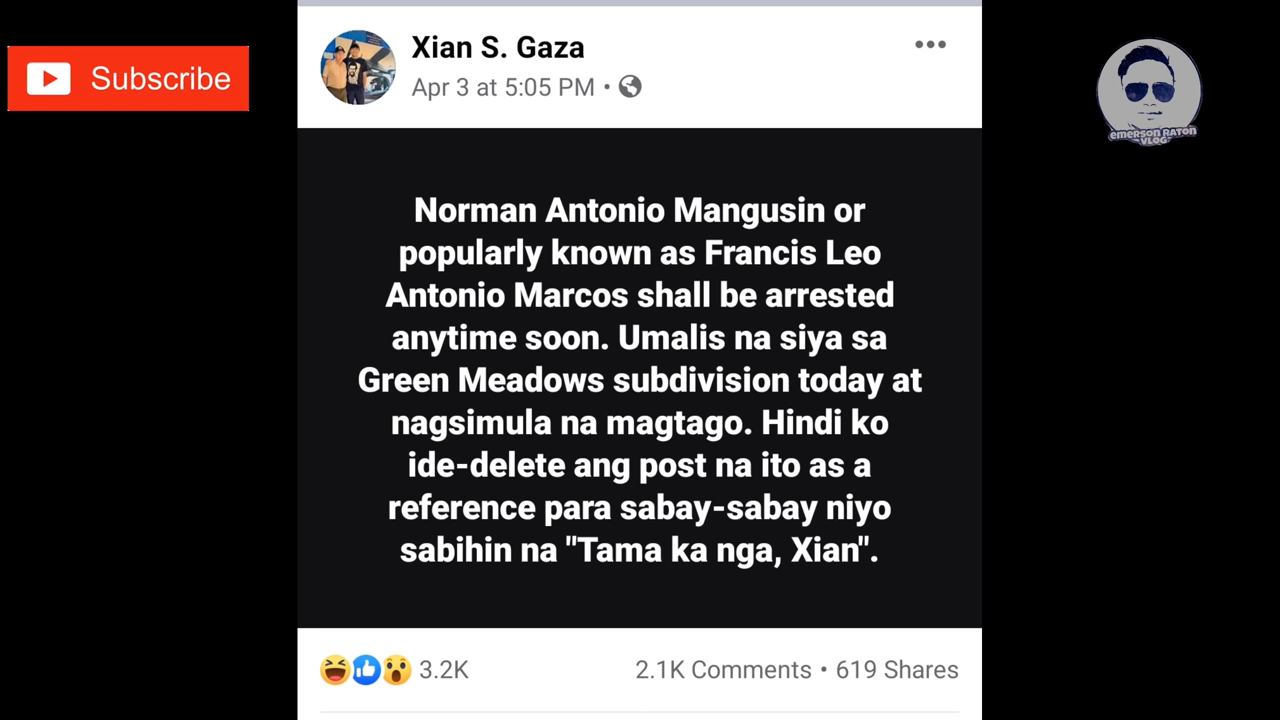 Subscribe
Xian S. Gaza
Apr 3 at 5:05 PM •
EMERSON RATON
VLOG
Norman Antonio Mangusin or
popularly known as Francis Leo
Antonio Marcos shall be arrested
anytime soon. Umalis na siya sa
Green Meadows subdivision today at
nagsimula na magtago. Hindi ko
ide-delete ang post na ito as a
reference para sabay-sabay niyo
sabihin na "Tama ka nga, Xian".
3.2K
2.1K Comments • 619 Shares